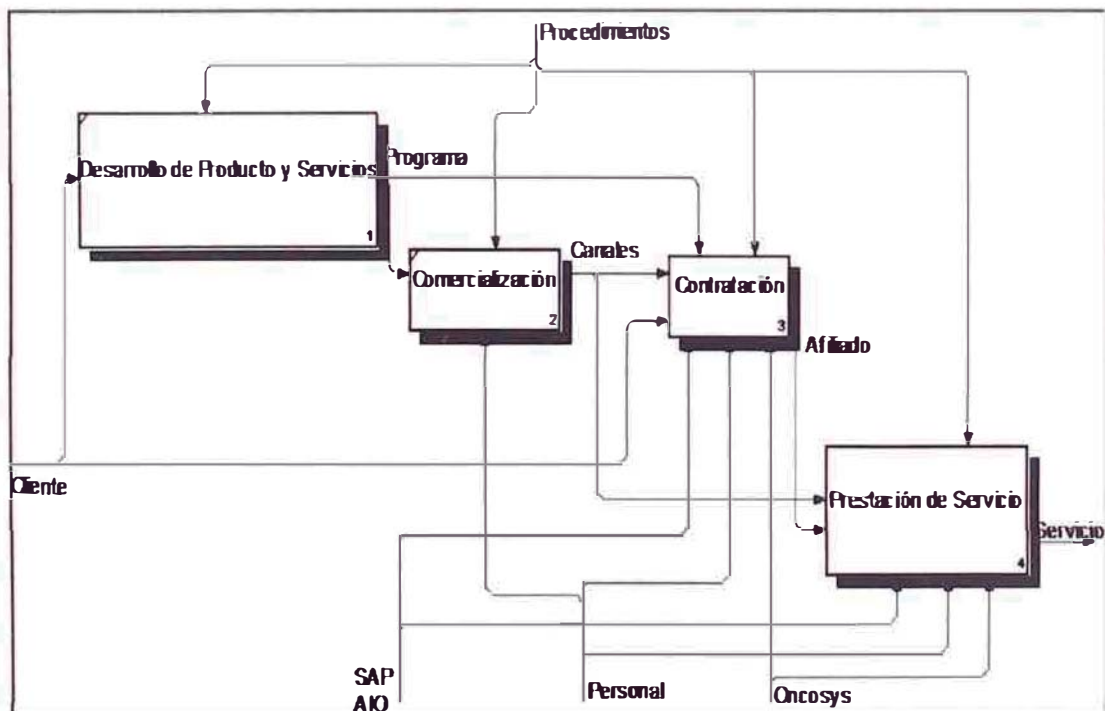 Procedimientos
Desarrollo de Producto y Servicios
1
Programa
Comercialización
2
Canales
Contratación
3
Afiliado
Cliente
Prestación de Servicio
4
Servicio
SAP
AIO
Personal
Oncosys